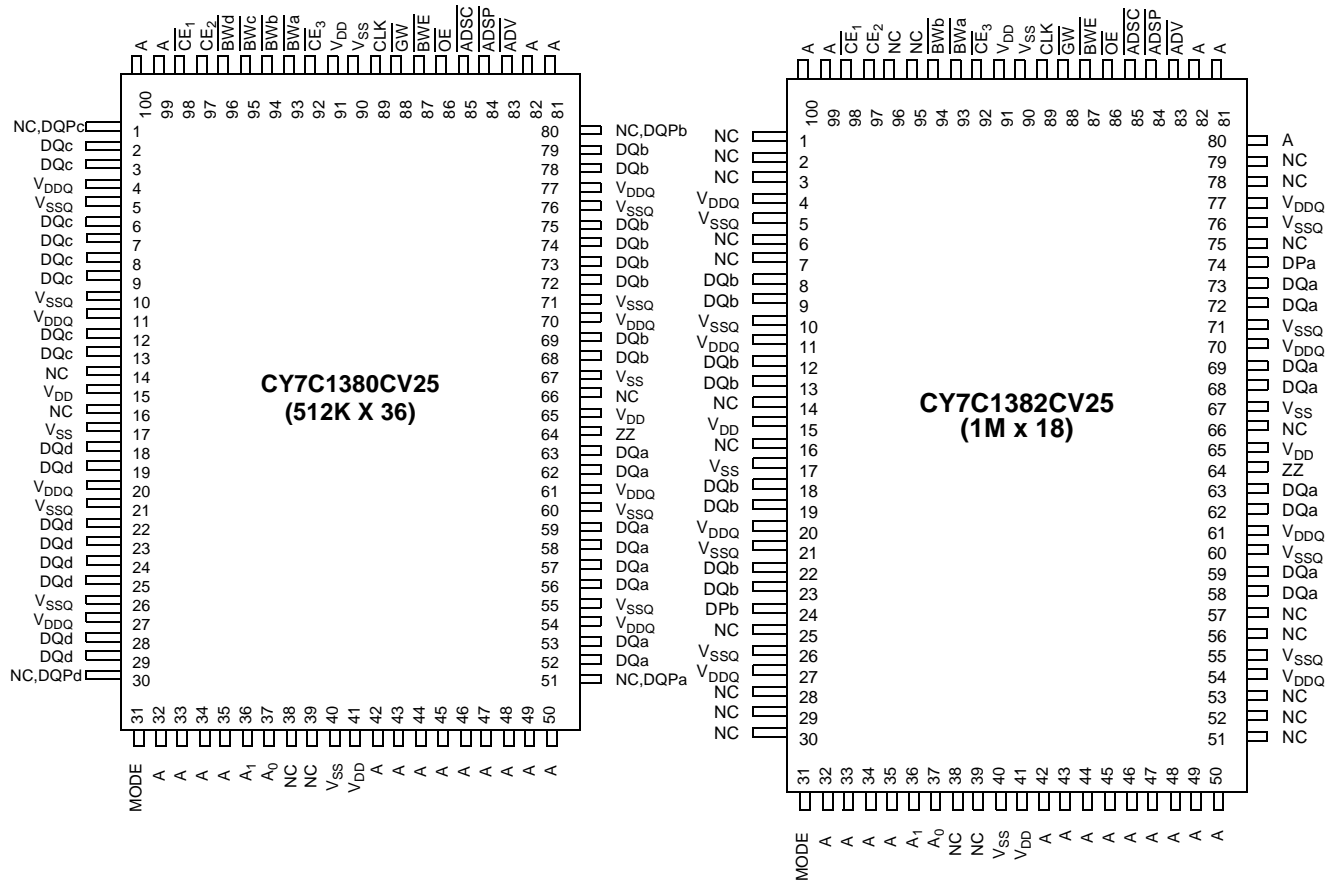 A A CE1 CE2 BWd BWc BWb BWa CE3 VDD VSS CLK GW BWE OE ADSC ADSP ADV A A
100 99 98 97 96 95 94 93 92 91 90 89 88 87 86 85 84 83 82 81
NC,DQPc 1
DQc 2
DQc 3
VDDQ 4
VSSQ 5
DQc 6
DQc 7
DQc 8
DQc 9
VSSQ 10
VDDQ 11
DQc 12
DQc 13
NC 14
VDD 15
NC 16
VSS 17
DQd 18
DQd 19
VDDQ 20
VSSQ 21
DQd 22
DQd 23
DQd 24
DQd 25
VSSQ 26
VDDQ 27
DQd 28
DQd 29
NC,DQPd 30
CY7C1380CV25
(512K X 36)
80 NC,DQPb
79 DQb
78 DQb
77 VDDQ
76 VSSQ
75 DQb
74 DQb
73 DQb
72 DQb
71 VSSQ
70 VDDQ
69 DQb
68 DQb
67 VSS
66 NC
65 VDD
64 ZZ
63 DQa
62 DQa
61 VDDQ
60 VSSQ
59 DQa
58 DQa
57 DQa
56 DQa
55 VSSQ
54 VDDQ
53 DQa
52 DQa
51 NC,DQPa
31 32 33 34 35 36 37 38 39 40 41 42 43 44 45 46 47 48 49 50
MODE A A A A A1 A0 NC NC VSS VDD A A A A A A A A A
A A CE1 CE2 NC NC BWb BWa CE3 VDD VSS CLK GW BWE OE ADSC ADSP ADV A A
100 99 98 97 96 95 94 93 92 91 90 89 88 87 86 85 84 83 82 81
NC 1
NC 2
NC 3
VDDQ 4
VSSQ 5
NC 6
NC 7
DQb 8
DQb 9
VSSQ 10
VDDQ 11
DQb 12
DQb 13
NC 14
VDD 15
NC 16
VSS 17
DQb 18
DQb 19
VDDQ 20
VSSQ 21
DQb 22
DQb 23
DPb 24
NC 25
VSSQ 26
VDDQ 27
NC 28
NC 29
NC 30
CY7C1382CV25
(1M x 18)
80 A
79 NC
78 NC
77 VDDQ
76 VSSQ
75 NC
74 DPa
73 DQa
72 DQa
71 VSSQ
70 VDDQ
69 DQa
68 DQa
67 VSS
66 NC
65 VDD
64 ZZ
63 DQa
62 DQa
61 VDDQ
60 VSSQ
59 DQa
58 DQa
57 NC
56 NC
55 VSSQ
54 VDDQ
53 NC
52 NC
51 NC
31 32 33 34 35 36 37 38 39 40 41 42 43 44 45 46 47 48 49 50
MODE A A A A A1 A0 NC NC VSS VDD A A A A A A A A A